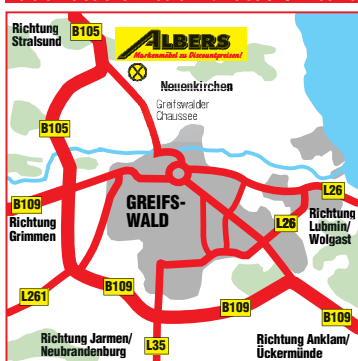 Richtung
Stralsund
B105
ALBERS
Markenmöbel zu Discountpreisen!
Neuenkirchen
Greifswalder
Chaussee
B105
B109
Richtung
Grimmen
GREIFS-
WALD
L26
L26
Richtung
Lubmin/
Wolgast
L261
B109
B109
B109
Richtung Jarmen/
Neubrandenburg
L35
Richtung Anklam/
Ückermünde